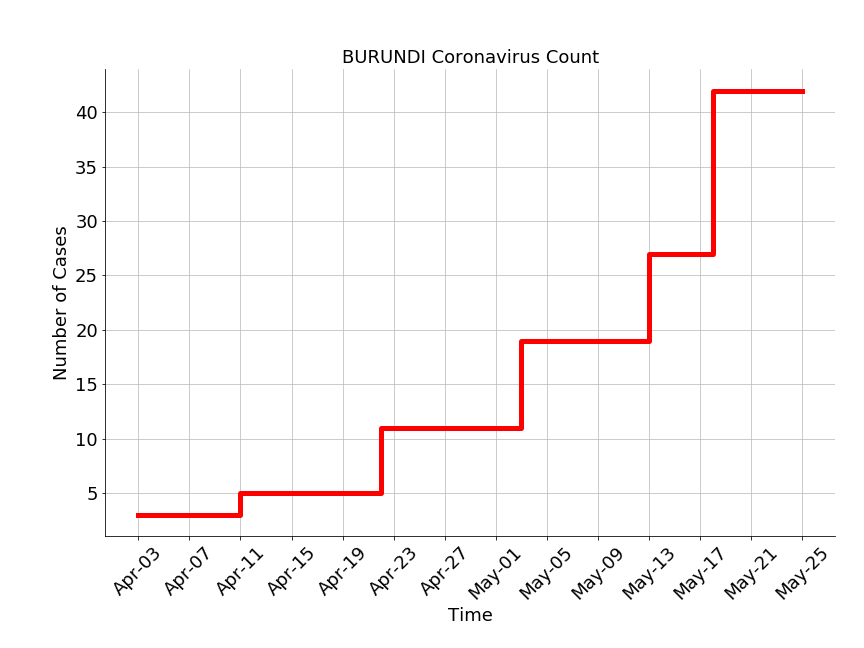 BURUNDI Coronavirus Count
40
35
30
25
20
15
10
5
Number of Cases
Apr-03
Apr-07
Apr-11
Apr-15
Apr-19
Apr-23
Apr-27
May-01
May-05
May-09
May-13
May-17
May-21
May-25
Time